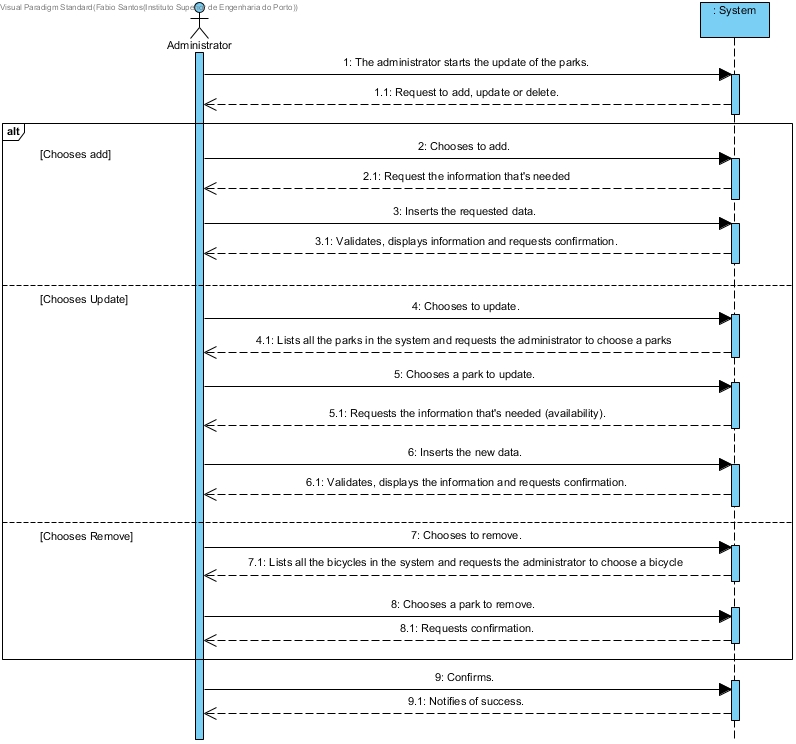 Visual Paradigm Standard(Fabio Santos(Instituto Superior de Engenharia do Porto))
: System
Administrator
1: The administrator starts the update of the parks.
1.1: Request to add, update or delete.
alt
[Chooses add]
2: Chooses to add.
2.1: Request the information that's needed
3: Inserts the requested data.
3.1: Validates, displays information and requests confirmation.
[Chooses Update]
4: Chooses to update.
4.1: Lists all the parks in the system and requests the administrator to choose a parks
5: Chooses a park to update.
5.1: Requests the information that's needed (availability).
6: Inserts the new data.
6.1: Validates, displays the information and requests confirmation.
[Chooses Remove]
7: Chooses to remove.
7.1: Lists all the bicycles in the system and requests the administrator to choose a bicycle
8: Chooses a park to remove.
8.1: Requests confirmation.
9: Confirms.
9.1: Notifies of success.